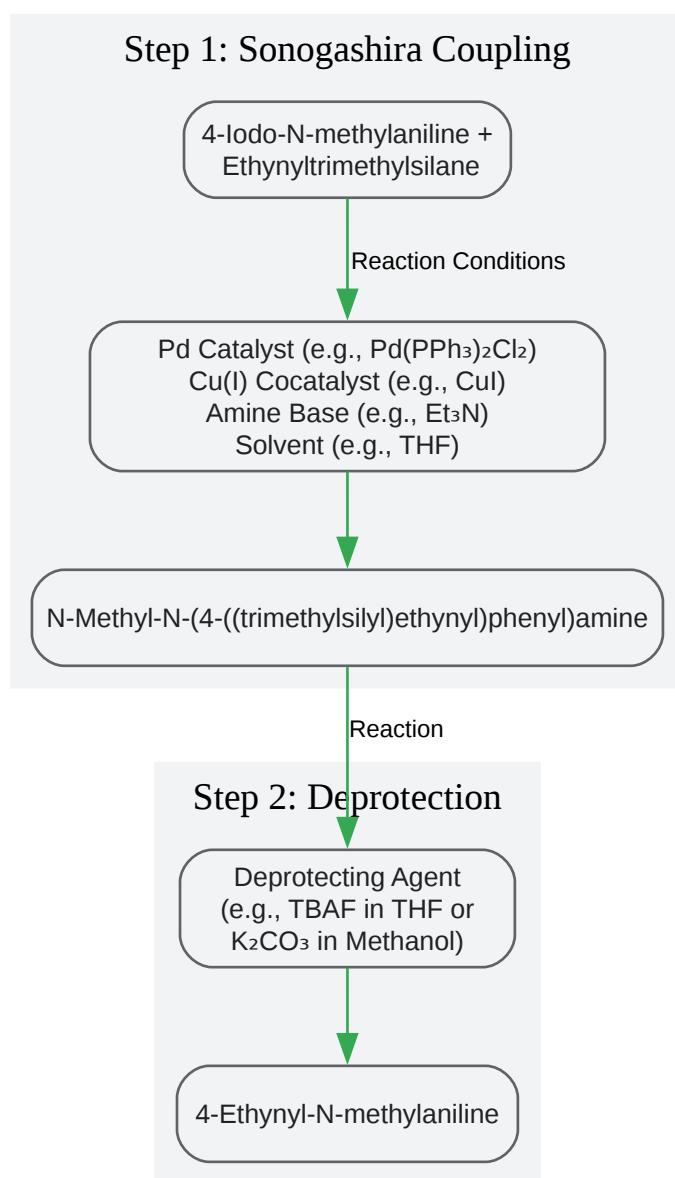 Step 1: Sonogashira Coupling
4-Iodo-N-methylaniline +
Ethynyltrimethylsilane
Reaction Conditions
Pd Catalyst (e.g., Pd(PPh₃)₂Cl₂)
Cu(I) Cocatalyst (e.g., CuI)
Amine Base (e.g., Et₃N)
Solvent (e.g., THF)
N-Methyl-N-(4-((trimethylsilyl)ethynyl)phenyl)amine
Reaction
Step 2: Deprotection
Deprotecting Agent
(e.g., TBAF in THF or
K₂CO₃ in Methanol)
4-Ethynyl-N-methylaniline